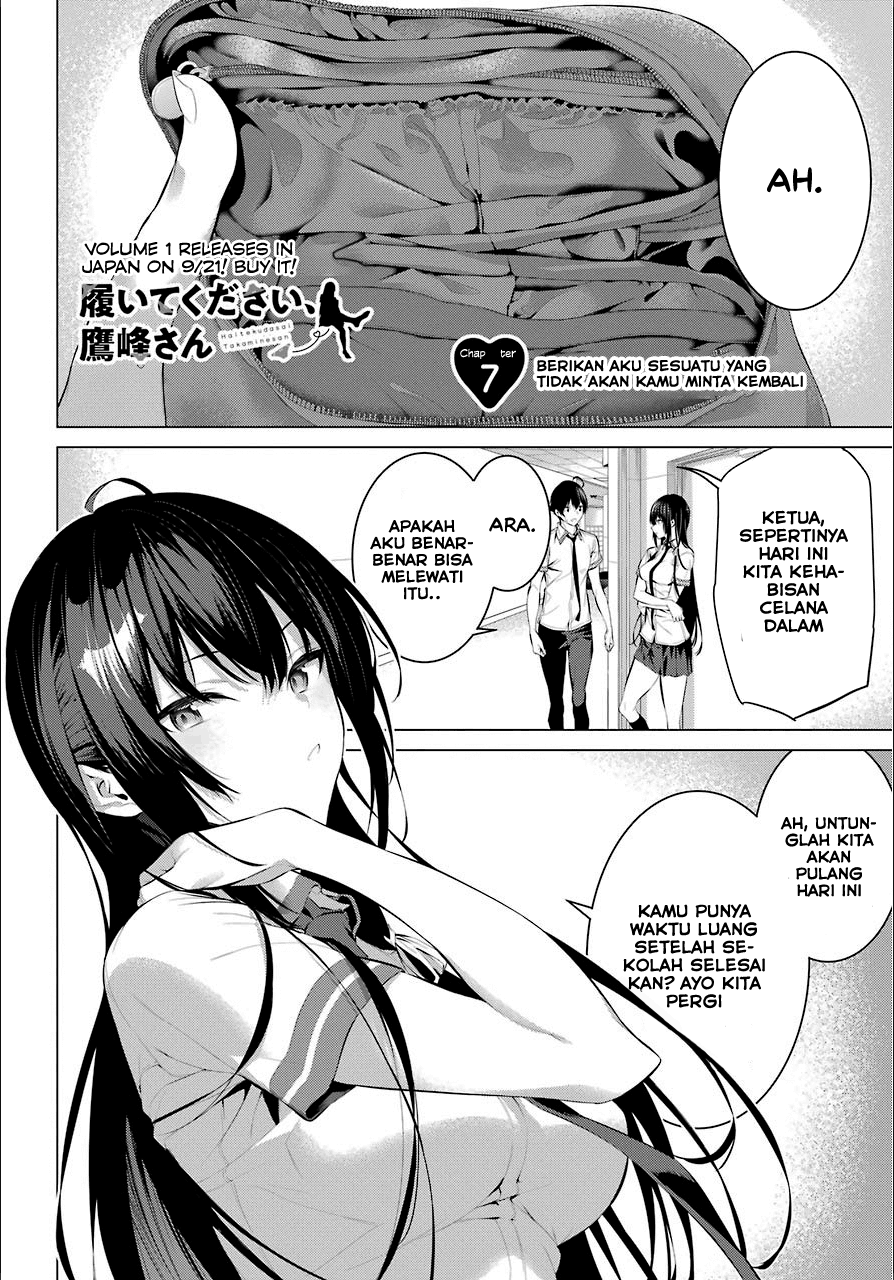 AH.
VOLUME 1 RELEASES IN
JAPAN ON 9/21! BUY IT!
履いてください、
鷹峰さん
Haitekudasai
Takaminesan
Chap ter
7
BERIKAN AKU SESUATU YANG
TIDAK AKAN KAMU MINTA KEMBALI
KETUA,
SEPERTINYA
HARI INI
KITA KEHA-
BISAN
CELANA
DALAM
ARA.
APAKAH
AKU BENAR-
BENAR BISA
MELEWATI
ITU..
AH, UNTUN-
GLAH KITA
AKAN
PULANG
HARI INI
KAMU PUNYA
WAKTU LUANG
SETELAH SE-
KOLAH SELESAI
KAN? AYO KITA
PERGI